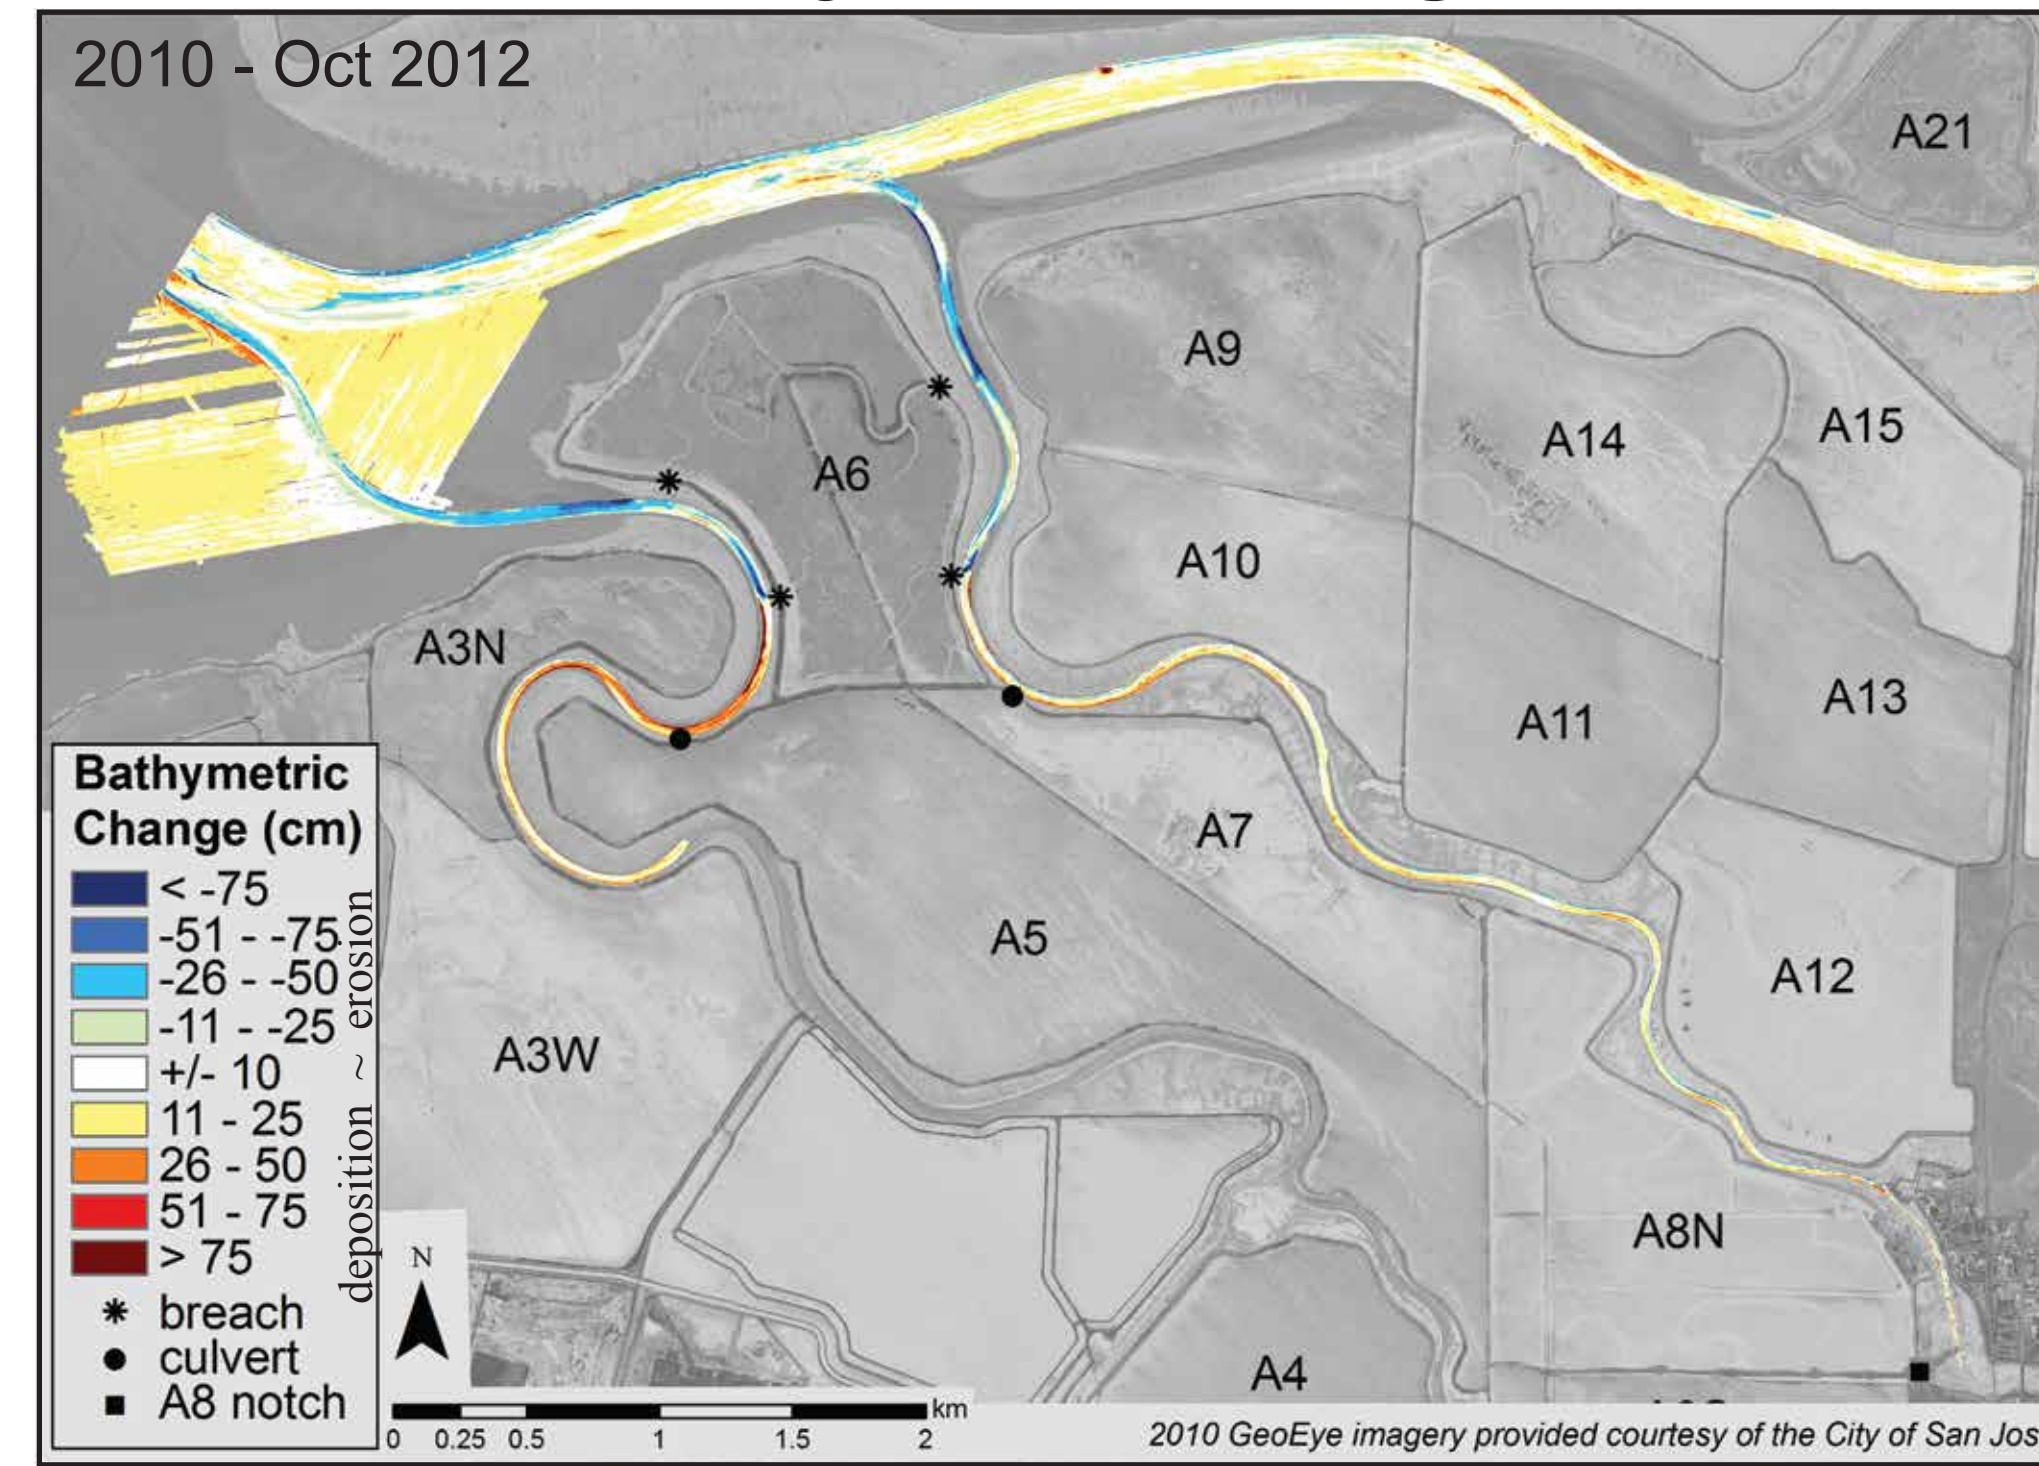 2010 - Oct 2012
A21
A9
A14
A15
A6
A10
A3N
A11
A13
A7
A5
A12
A3W
A8N
A4
Bathymetric
Change (cm)
< -75
-51 - -75
-26 - -50
-11 - -25
+/- 10
11 - 25
26 - 50
51 - 75
> 75
deposition ~ erosion
breach
culvert
A8 notch
N
0 0.25 0.5 1 1.5 2 km
2010 GeoEye imagery provided courtesy of the City of San Jos